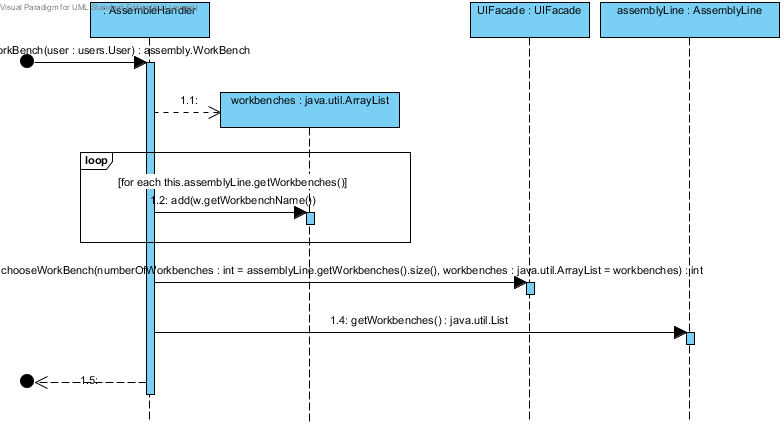 Visual Paradigm for UML
: AssembleHandler
UIFacade : UIFacade
assemblyLine : AssemblyLine
orkBench(user : users.User) : assembly.WorkBench
1.1:
workbenches : java.util.ArrayList
loop
[for each this.assemblyLine.getWorkbenches()]
1.2: add(w.getWorkbenchName())
chooseWorkBench(numberOfWorkbenches : int = assemblyLine.getWorkbenches().size(), workbenches : java.util.ArrayList = workbenches) : int
1.4: getWorkbenches() : java.util.List
1.5: